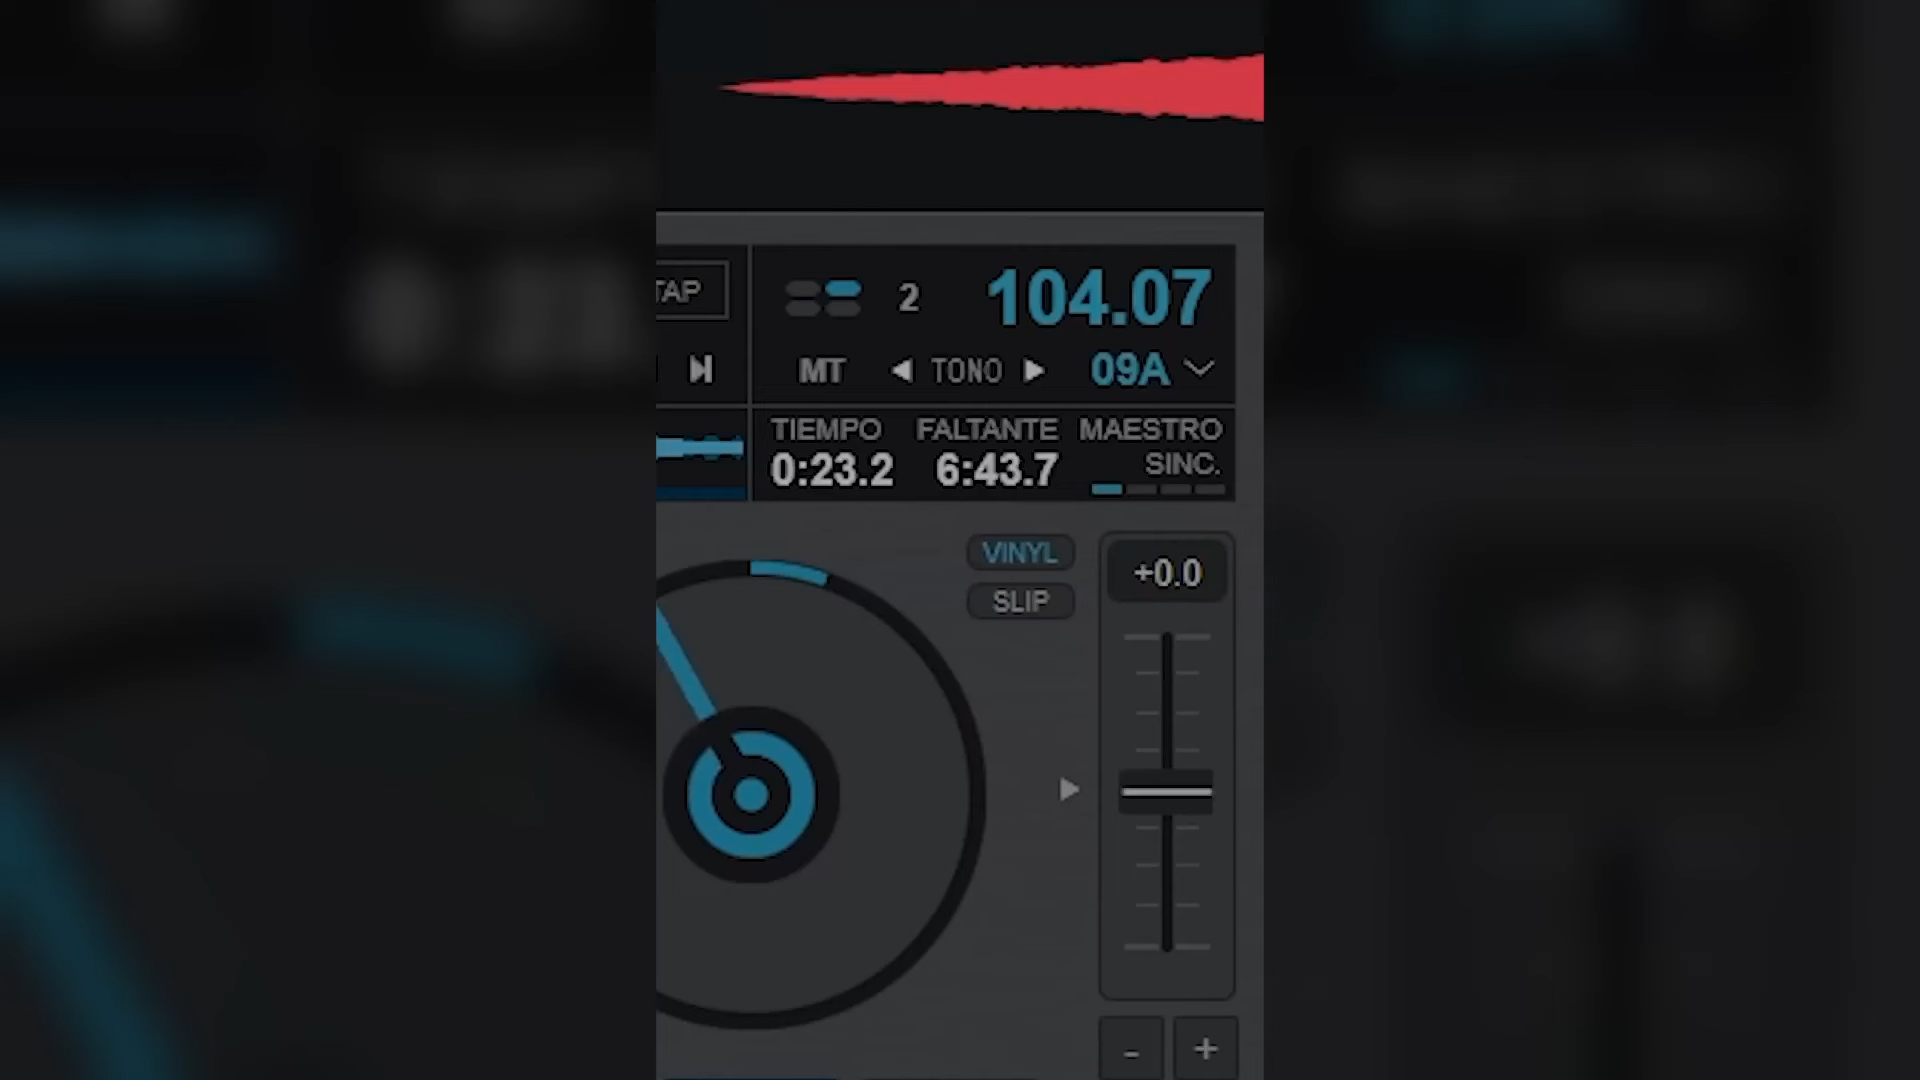 TAP 2 104.07
MT TONO 09A
TIEMPO FALTANTE MAESTRO
SINC.
0:23.2 6:43.7
VINYL
+0.0
SLIP
- +